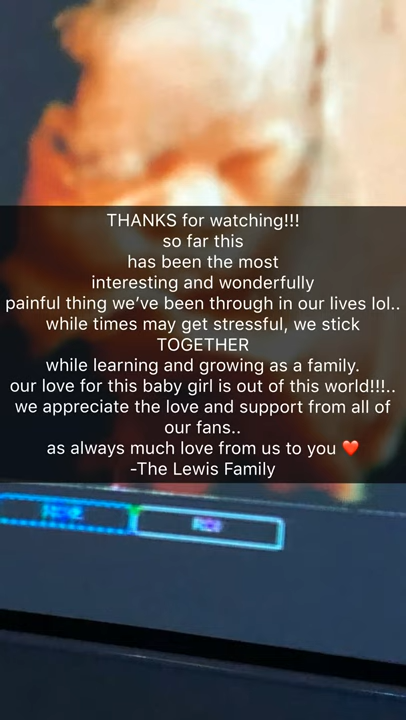 THANKS for watching!!!
so far this
has been the most
interesting and wonderfully
painful thing we've been through in our lives lol..
while times may get stressful, we stick
TOGETHER
while learning and growing as a family.
our love for this baby girl is out of this world!!!..
we appreciate the love and support from all of
our fans..
as always much love from us to you ❤️
-The Lewis Family